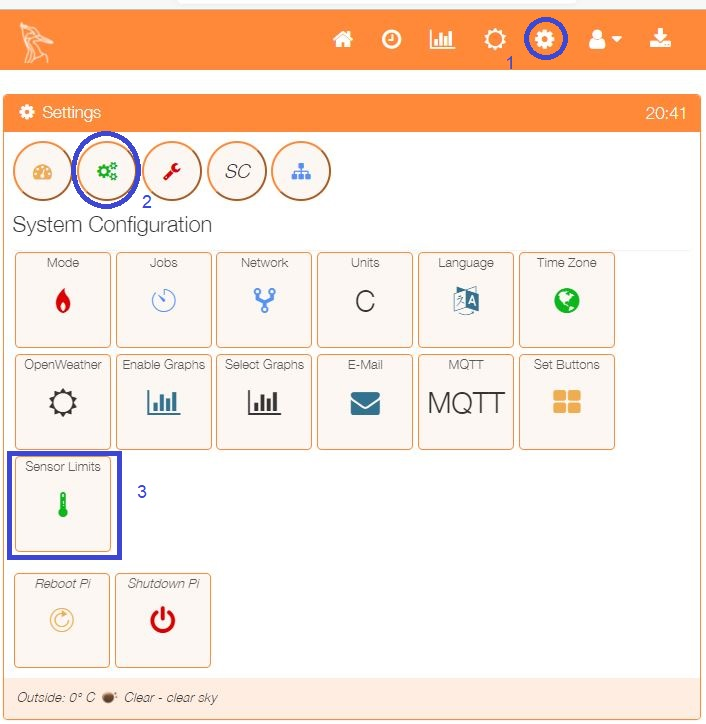 1
Settings 20:41
SC
2
System Configuration
Mode Jobs Network Units Language Time Zone
C
OpenWeather Enable Graphs Select Graphs E-Mail MQTT Set Buttons
MQTT
Sensor Limits
3
Reboot Pi Shutdown Pi
Outside: 0° C Clear - clear sky